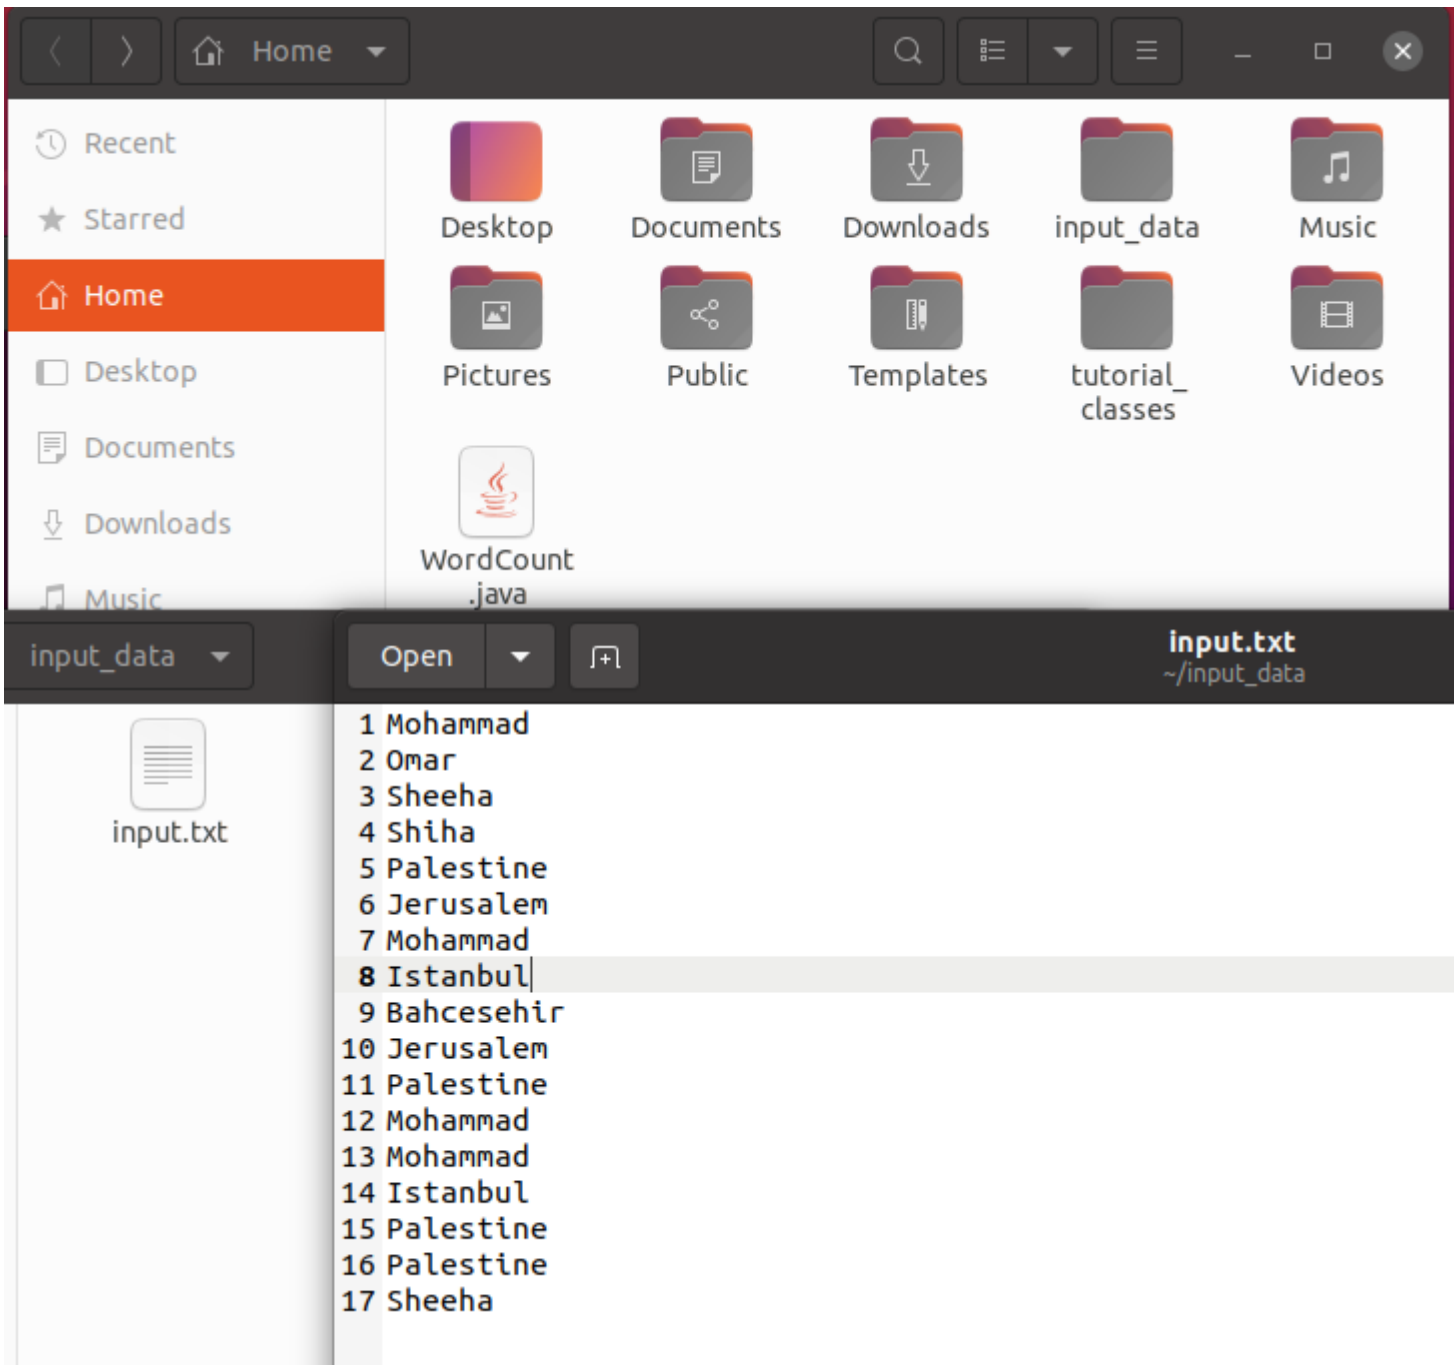 Home
Recent
Starred
Home
Desktop
Documents
Downloads
Music
Desktop
Documents
Downloads
input_data
Music
Pictures
Public
Templates
tutorial_
classes
Videos
WordCount
.java
input_data
input.txt
Open
input.txt
~/input_data
1 Mohammad
2 Omar
3 Sheeha
4 Shiha
5 Palestine
6 Jerusalem
7 Mohammad
8 Istanbul
9 Bahcesehir
10 Jerusalem
11 Palestine
12 Mohammad
13 Mohammad
14 Istanbul
15 Palestine
16 Palestine
17 Sheeha